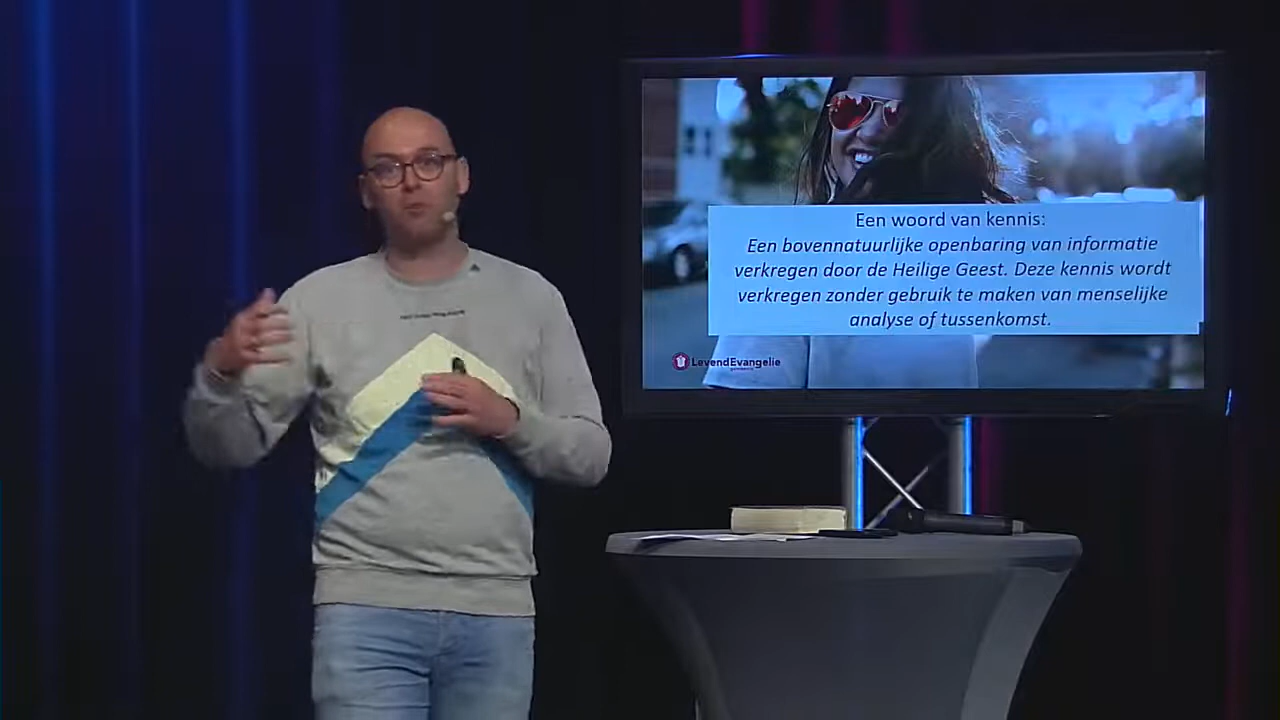 Een woord van kennis:
Een bovennatuurlijke openbaring van informatie
verkregen door de Heilige Geest. Deze kennis wordt
verkregen zonder gebruik te maken van menselijke
analyse of tussenkomst.
LevendEvangelie